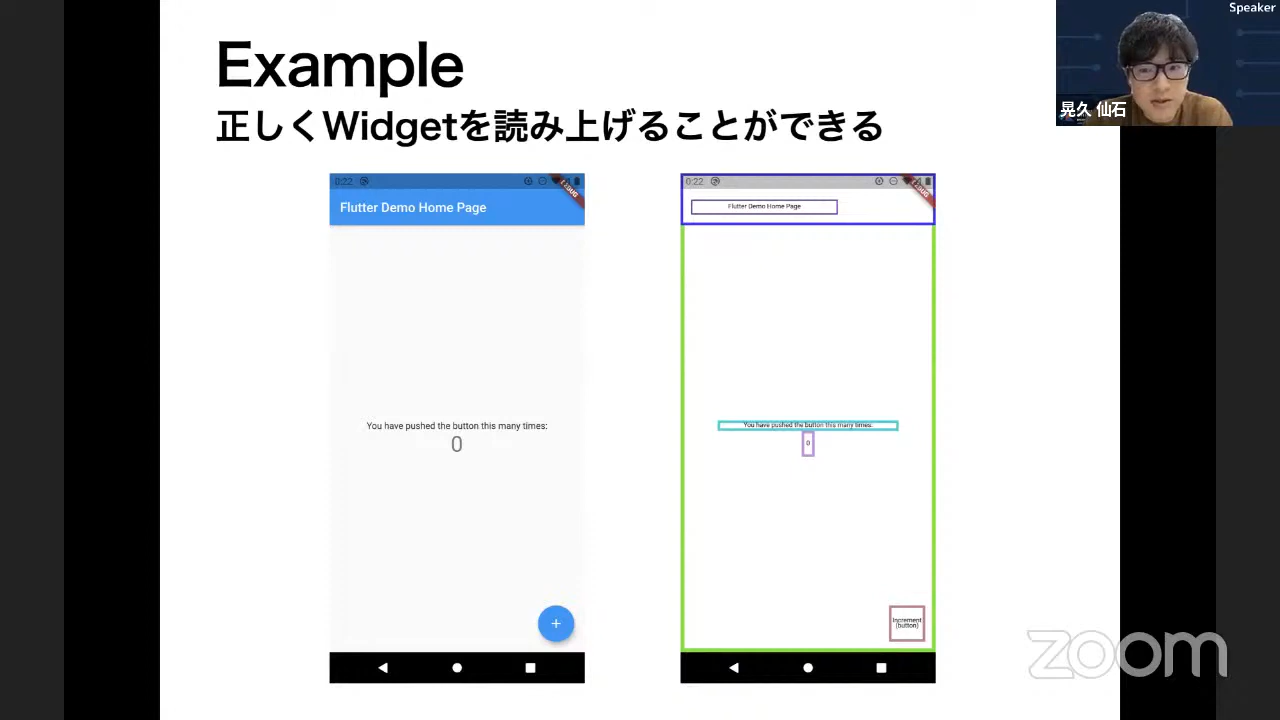 Example
正しくWidgetを読み上げることができる
Speaker
晃久 仙石
0:22
DEBUG
Flutter Demo Home Page
You have pushed the button this many times:
0
+
0:22
DEBUG
Flutter Demo Home Page
You have pushed the button this many times:
0
Increment
(button)
zoom